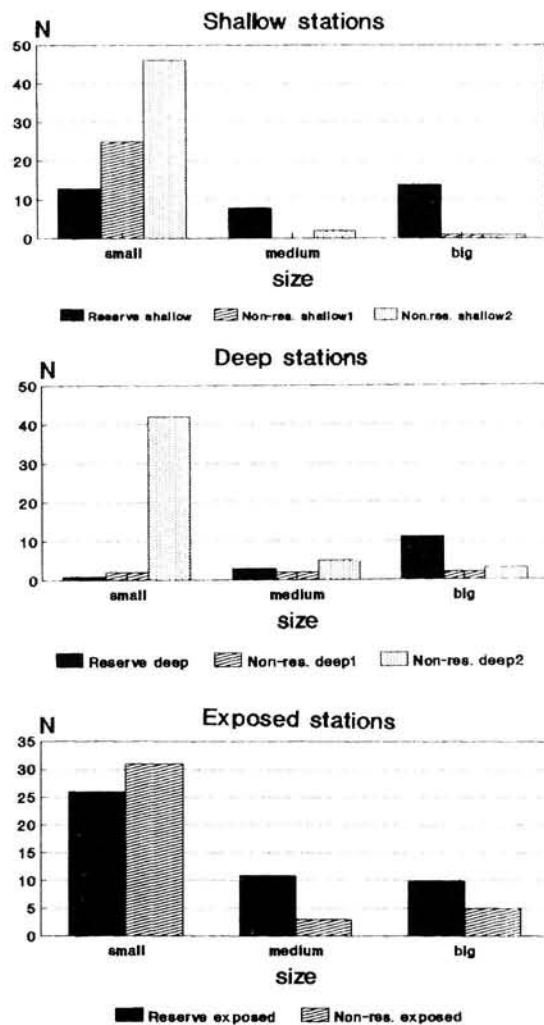 Shallow stations
N
50
40
30
20
10
0
small medium big
size
Reserve shallow Non-res. shallow1 Non.res. shallow2
Deep stations
N
50
40
30
20
10
0
small medium big
size
Reserve deep Non-res. deep1 Non-res. deep2
Exposed stations
N
35
30
25
20
15
10
5
0
small medium big
size
Reserve exposed Non-res. exposed